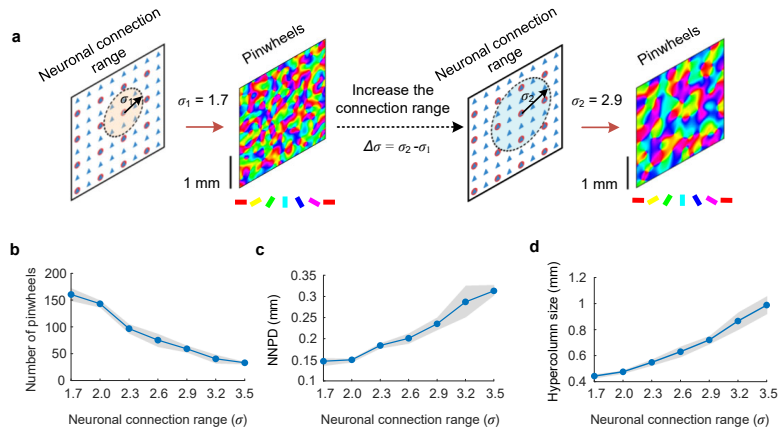 a
Neuronal connection
range
σ1
σ1 = 1.7
Pinwheels
1 mm
Increase the
connection range
Δσ = σ2 -σ1
Neuronal connection
range
σ2
σ2 = 2.9
Pinwheels
1 mm
b
Number of pinwheels
200
150
100
50
0
1.7 2.0 2.3 2.6 2.9 3.2 3.5
Neuronal connection range (σ)
c
NNPD (mm)
0.35
0.3
0.25
0.2
0.15
0.1
1.7 2.0 2.3 2.6 2.9 3.2 3.5
Neuronal connection range (σ)
d
Hypercolumn size (mm)
1.2
1
0.8
0.6
0.4
1.7 2.0 2.3 2.6 2.9 3.2 3.5
Neuronal connection range (σ)